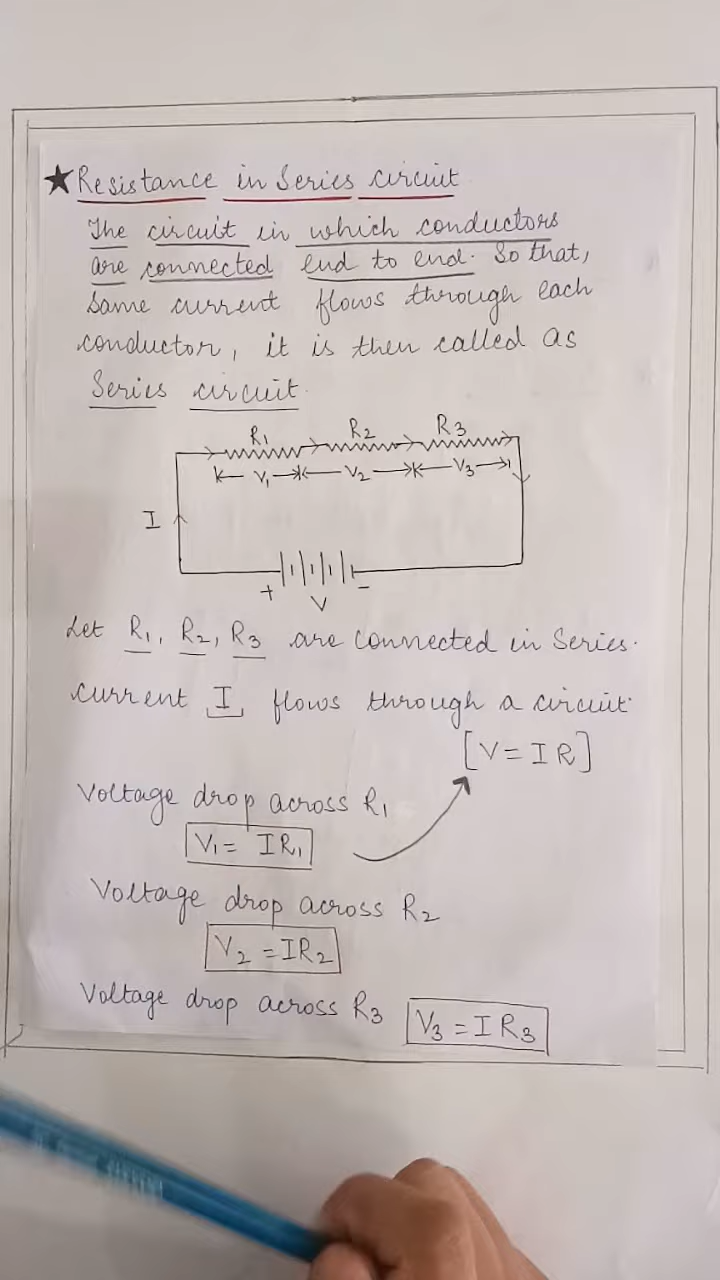 ★Resistance in Series circuit
The circuit in which conductors
are connected end to end. So that,
Same current flows through each
conductor, it is then called as
Series circuit.
R1 R2 R3
V1 V2 V3
I
+ -
V
Let R1, R2, R3 are connected in Series.
current I flows through a circuit
[V = IR]
Voltage drop across R1
V1 = IR1
Voltage drop across R2
V2 = IR2
Voltage drop across R3 V3 = IR3